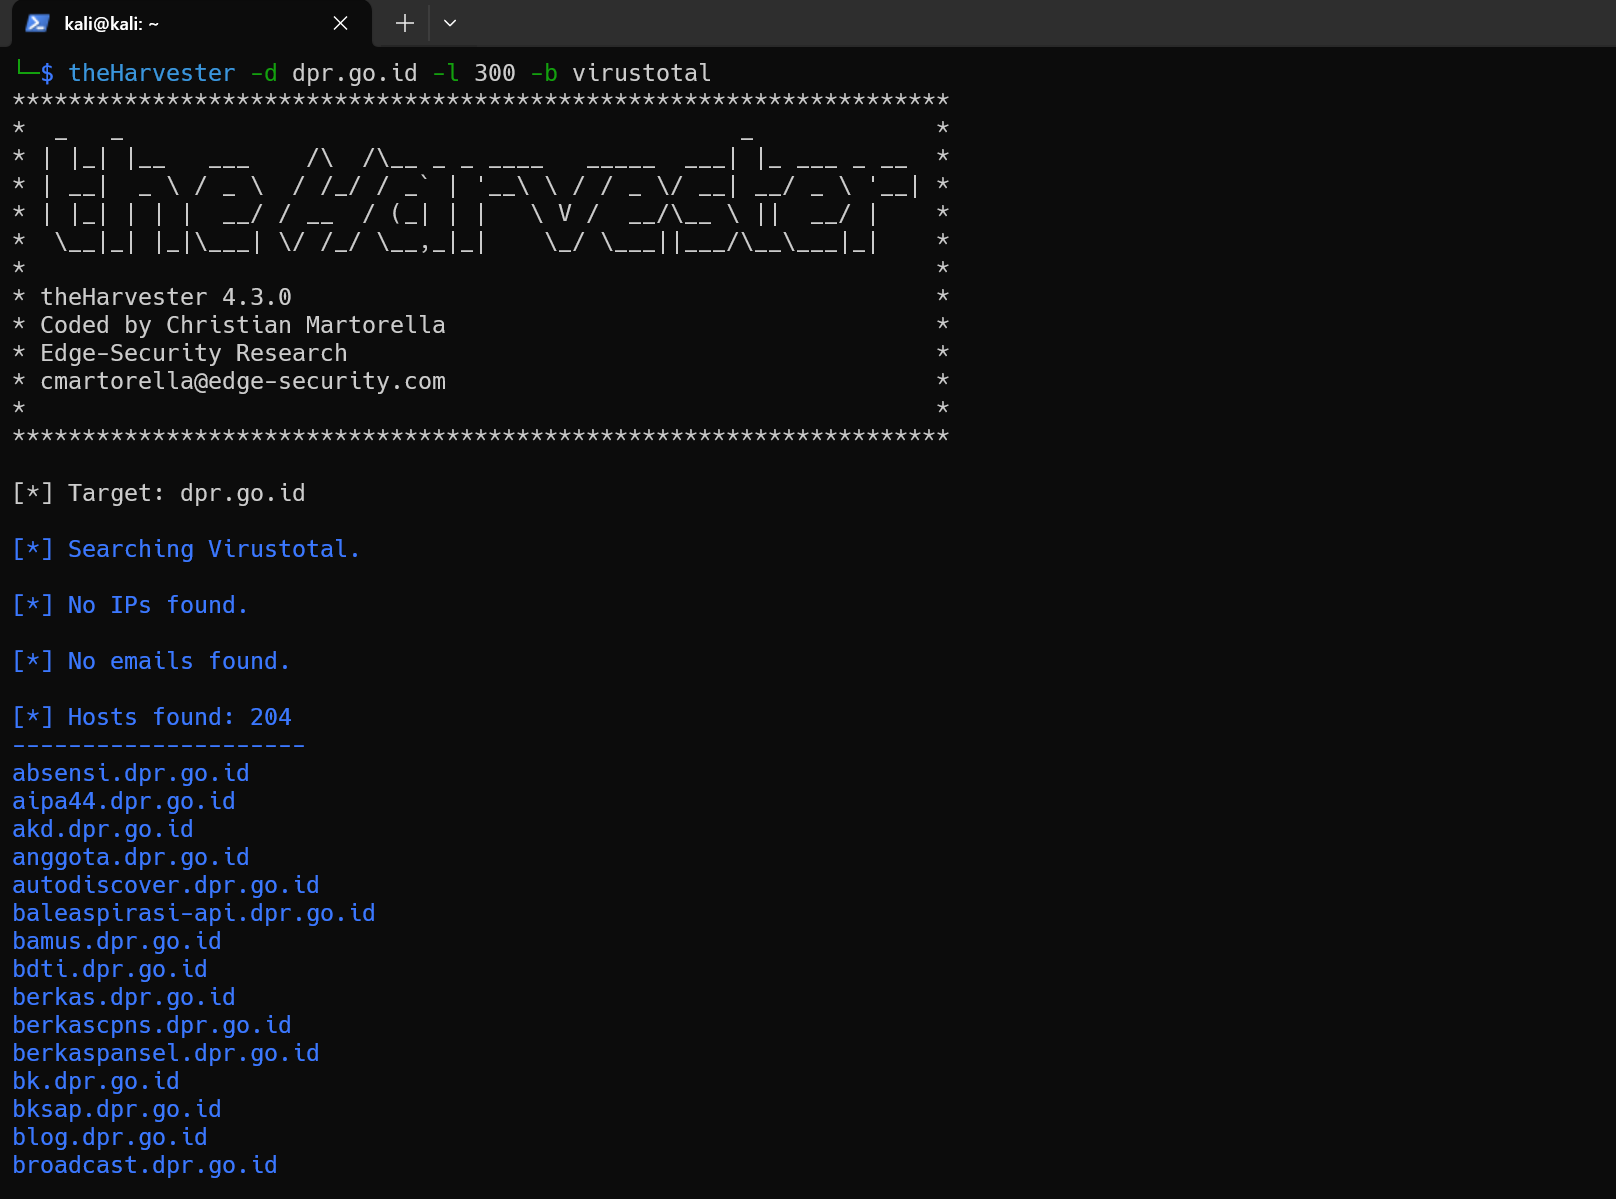 kali@kali: ~
└─$ theHarvester -d dpr.go.id -l 300 -b virustotal
*******************************************************************
*  _   _                                            _             *
* | |_| |__   ___    /\  /\__ _ _ ____   _____  ___| |_ ___ _ __  *
* | __|  _ \ / _ \  / /_/ / _` | '__\ \ / / _ \/ __| __/ _ \ '__| *
* | |_| | | |  __/ / __  / (_| | |   \ V /  __/\__ \ ||  __/ |    *
*  \__|_| |_|\___| \/ /_/ \__,_|_|    \_/ \___||___/\__\___|_|    *
*                                                                 *
* theHarvester 4.3.0                                              *
* Coded by Christian Martorella                                   *
* Edge-Security Research                                          *
* cmartorella@edge-security.com                                   *
*                                                                 *
*******************************************************************
[*] Target: dpr.go.id
[*] Searching Virustotal.
[*] No IPs found.
[*] No emails found.
[*] Hosts found: 204
---------------------
absensi.dpr.go.id
aipa44.dpr.go.id
akd.dpr.go.id
anggota.dpr.go.id
autodiscover.dpr.go.id
baleaspirasi-api.dpr.go.id
bamus.dpr.go.id
bdti.dpr.go.id
berkas.dpr.go.id
berkascpns.dpr.go.id
berkaspansel.dpr.go.id
bk.dpr.go.id
bksap.dpr.go.id
blog.dpr.go.id
broadcast.dpr.go.id